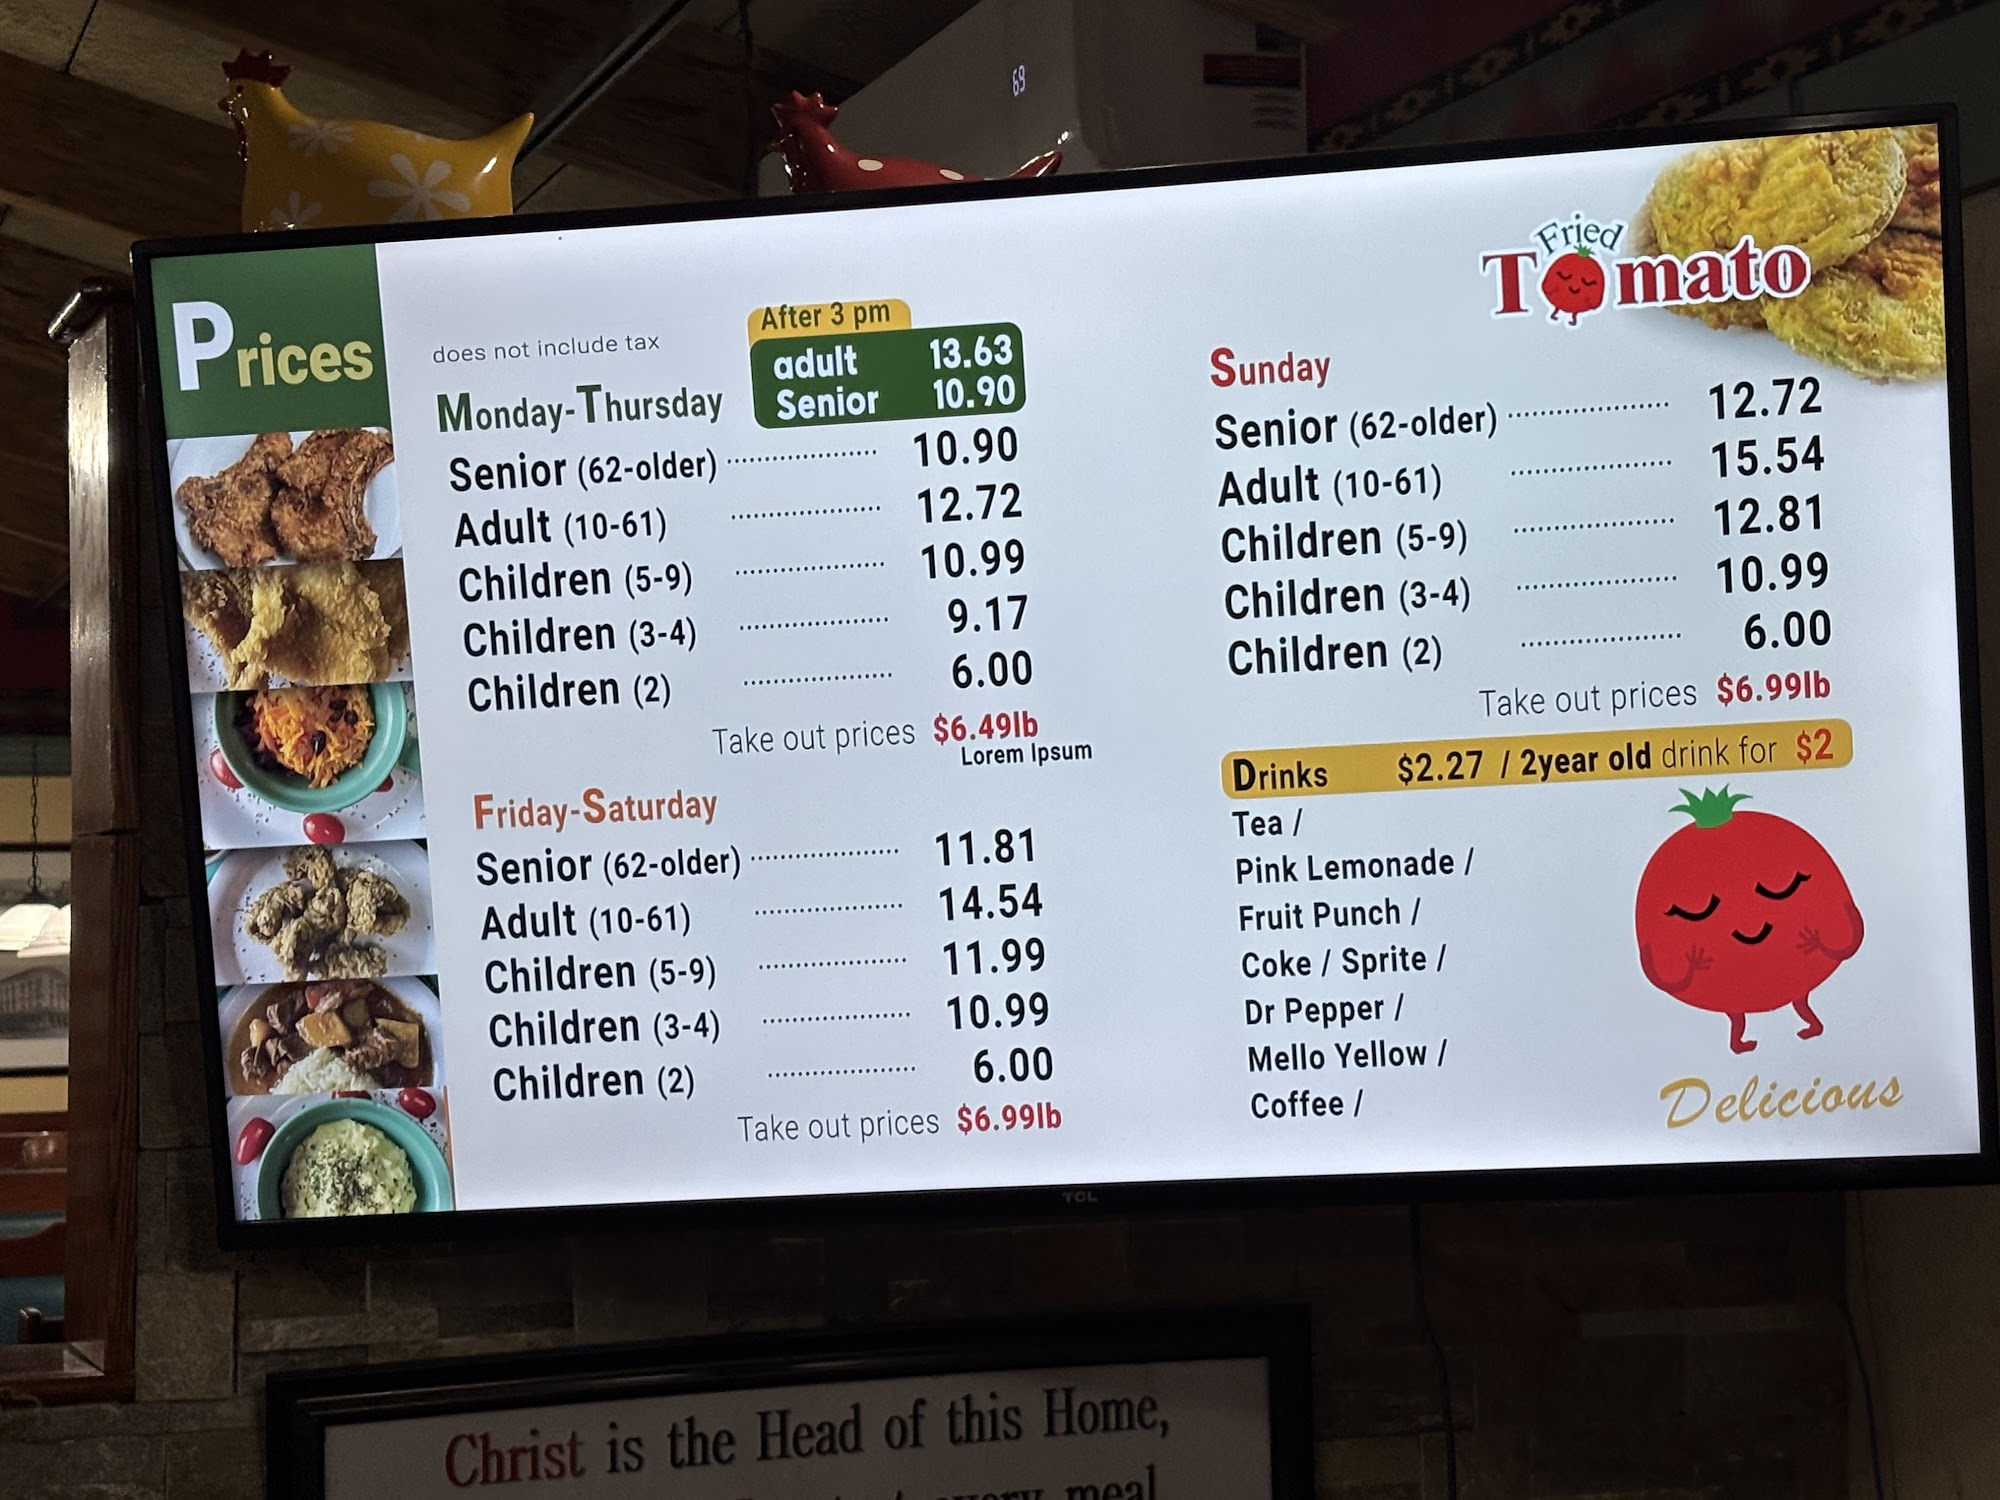 69
Prices
does not include tax
After 3 pm
adult 13.63
Senior 10.90
Monday-Thursday
Senior (62-older) ........................ 10.90
Adult (10-61) ........................ 12.72
Children (5-9) ........................ 10.99
Children (3-4) ........................ 9.17
Children (2) ........................ 6.00
Take out prices $6.49lb
Lorem Ipsum
Friday-Saturday
Senior (62-older) ........................ 11.81
Adult (10-61) ........................ 14.54
Children (5-9) ........................ 11.99
Children (3-4) ........................ 10.99
Children (2) ........................ 6.00
Take out prices $6.99lb
Fried
Tomato
Sunday
Senior (62-older) ........................ 12.72
Adult (10-61) ........................ 15.54
Children (5-9) ........................ 12.81
Children (3-4) ........................ 10.99
Children (2) ........................ 6.00
Take out prices $6.99lb
Drinks $2.27 / 2year old drink for $2
Tea /
Pink Lemonade /
Fruit Punch /
Coke / Sprite /
Dr Pepper /
Mello Yellow /
Coffee /
Delicious
TCL
Christ is the Head of this Home,
every meal